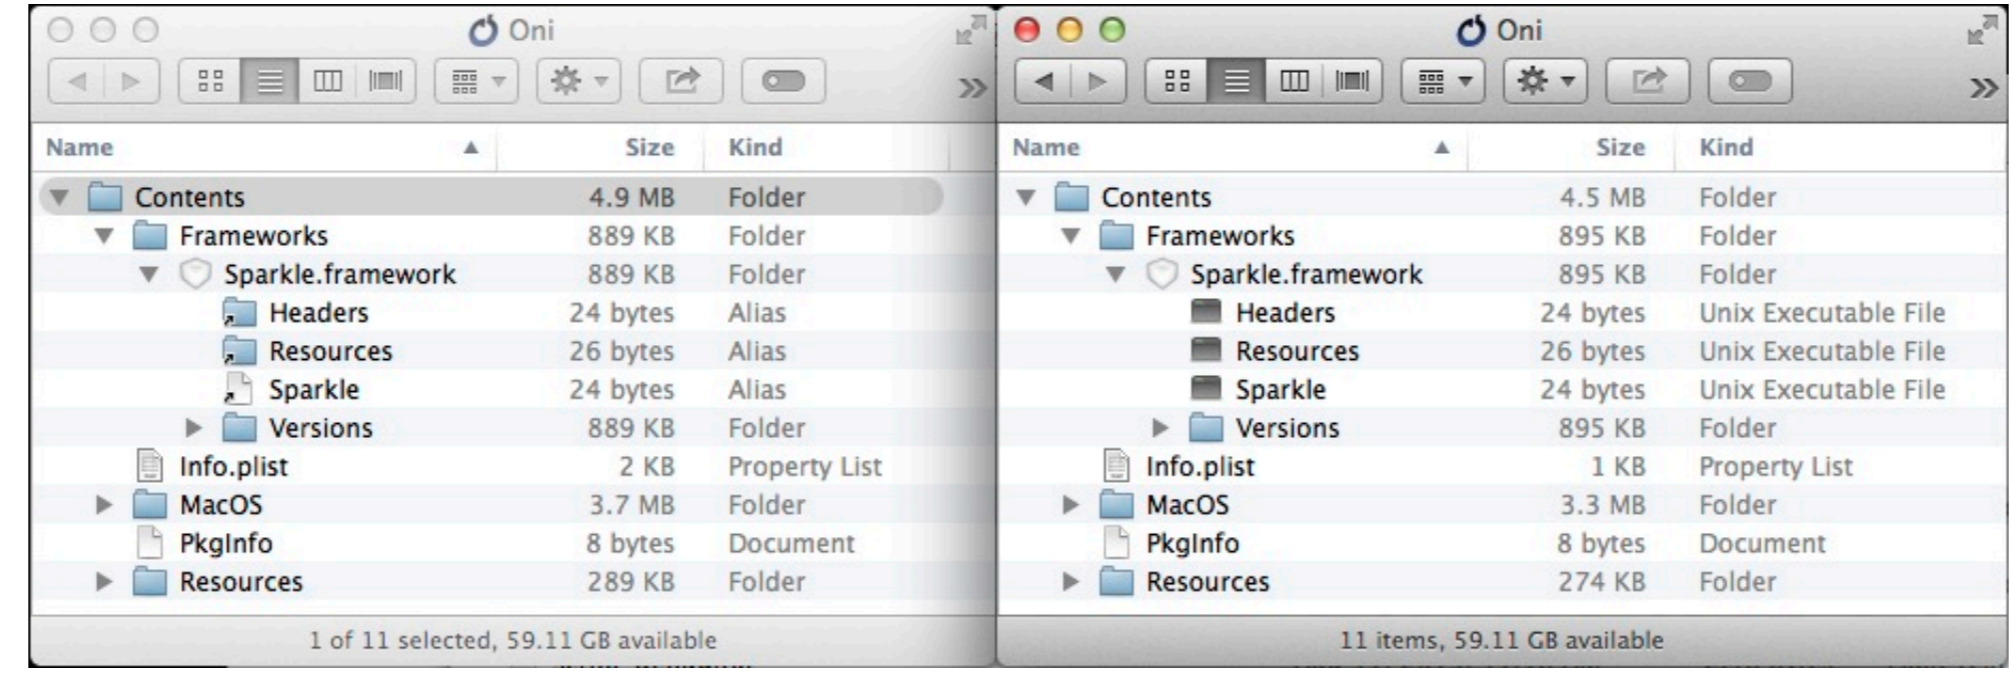 Oni
Name Size Kind
Contents 4.9 MB Folder
Frameworks 889 KB Folder
Sparkle.framework 889 KB Folder
Headers 24 bytes Alias
Resources 26 bytes Alias
Sparkle 24 bytes Alias
Versions 889 KB Folder
Info.plist 2 KB Property List
MacOS 3.7 MB Folder
PkgInfo 8 bytes Document
Resources 289 KB Folder
1 of 11 selected, 59.11 GB available
Oni
Name Size Kind
Contents 4.5 MB Folder
Frameworks 895 KB Folder
Sparkle.framework 895 KB Folder
Headers 24 bytes Unix Executable File
Resources 26 bytes Unix Executable File
Sparkle 24 bytes Unix Executable File
Versions 895 KB Folder
Info.plist 1 KB Property List
MacOS 3.3 MB Folder
PkgInfo 8 bytes Document
Resources 274 KB Folder
11 items, 59.11 GB available